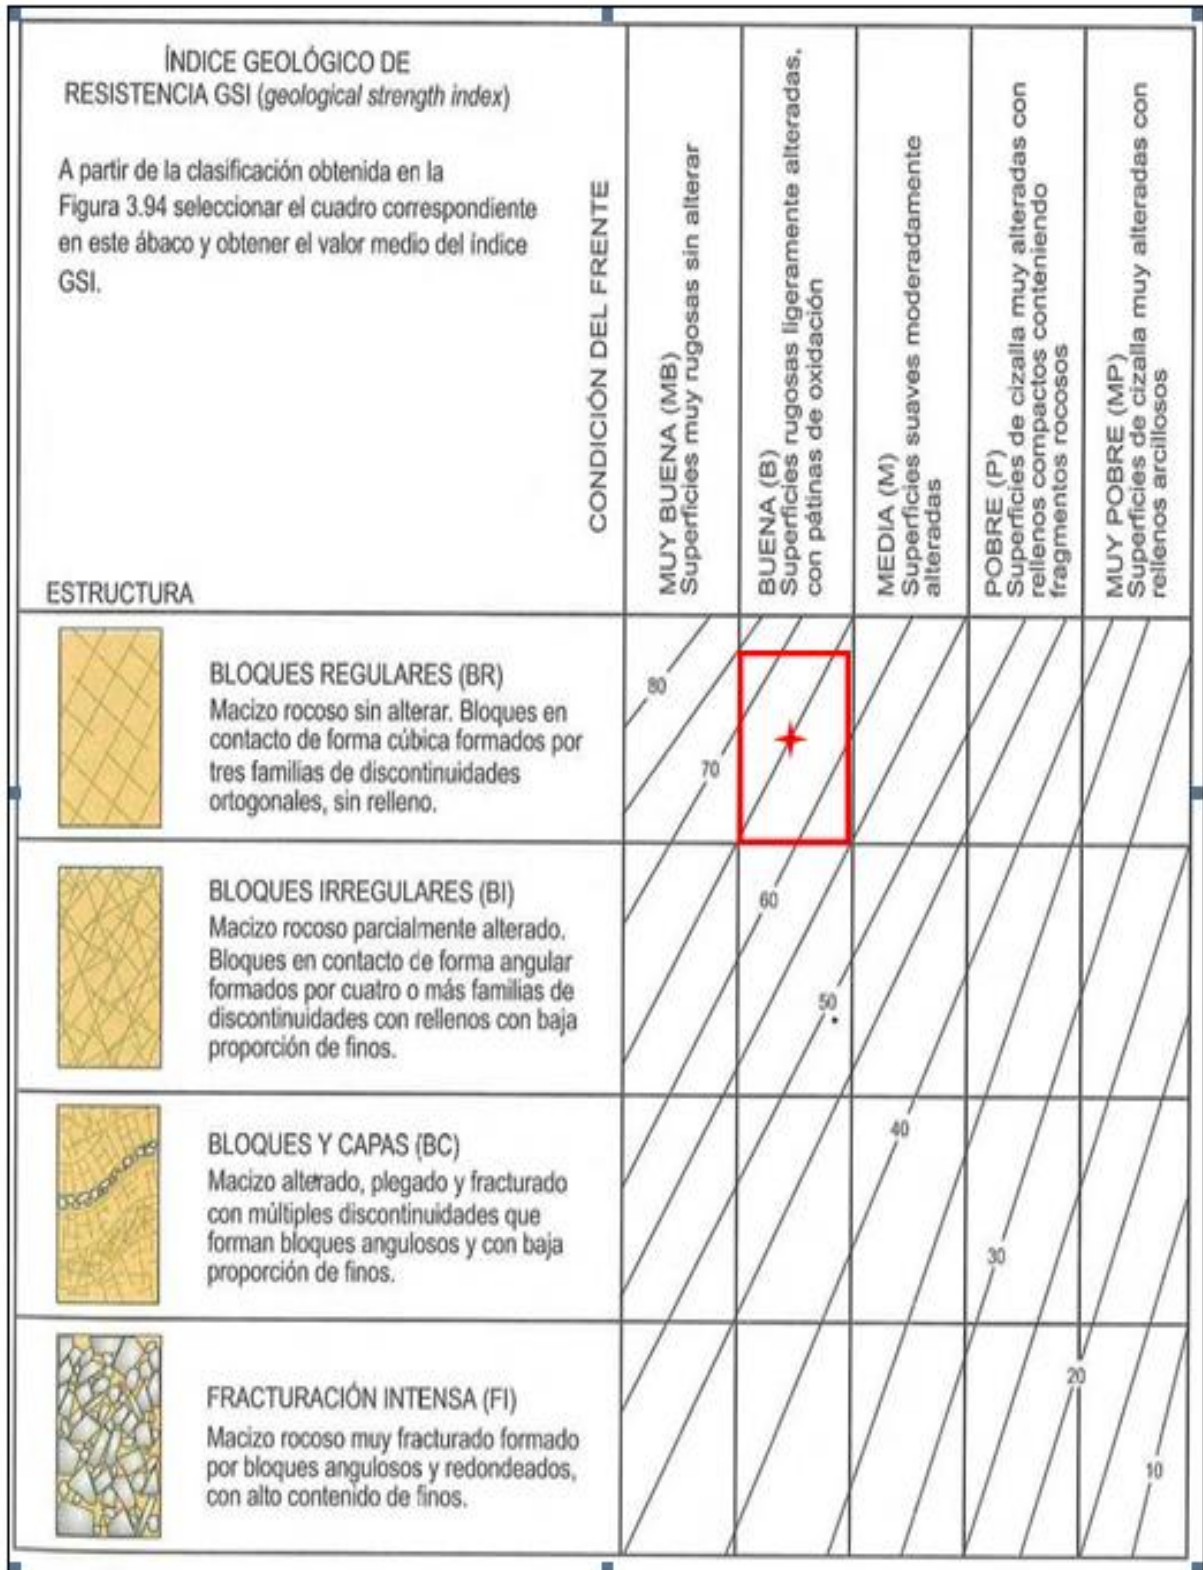 ÍNDICE GEOLÓGICO DE
RESISTENCIA GSI (geological strength index)
A partir de la clasificación obtenida en la
Figura 3.94 seleccionar el cuadro correspondiente
en este ábaco y obtener el valor medio del índice
GSI.
CONDICIÓN DEL FRENTE
MUY BUENA (MB)
Superficies muy rugosas sin alterar
BUENA (B)
Superficies rugosas ligeramente alteradas,
con pátinas de oxidación
MEDIA (M)
Superficies suaves moderadamente
alteradas
POBRE (P)
Superficies de cizalla muy alteradas con
rellenos compactos conteniendo
fragmentos rocosos
MUY POBRE (MP)
Superficies de cizalla muy alteradas con
rellenos arcillosos
ESTRUCTURA
BLOQUES REGULARES (BR)
Macizo rocoso sin alterar. Bloques en
contacto de forma cúbica formados por
tres familias de discontinuidades
ortogonales, sin relleno.
80
70
BLOQUES IRREGULARES (BI)
Macizo rocoso parcialmente alterado.
Bloques en contacto de forma angular
formados por cuatro o más familias de
discontinuidades con rellenos con baja
proporción de finos.
60
50
BLOQUES Y CAPAS (BC)
Macizo alterado, plegado y fracturado
con múltiples discontinuidades que
forman bloques angulosos y con baja
proporción de finos.
40
30
FRACTURACIÓN INTENSA (FI)
Macizo rocoso muy fracturado formado
por bloques angulosos y redondeados,
con alto contenido de finos.
20
10